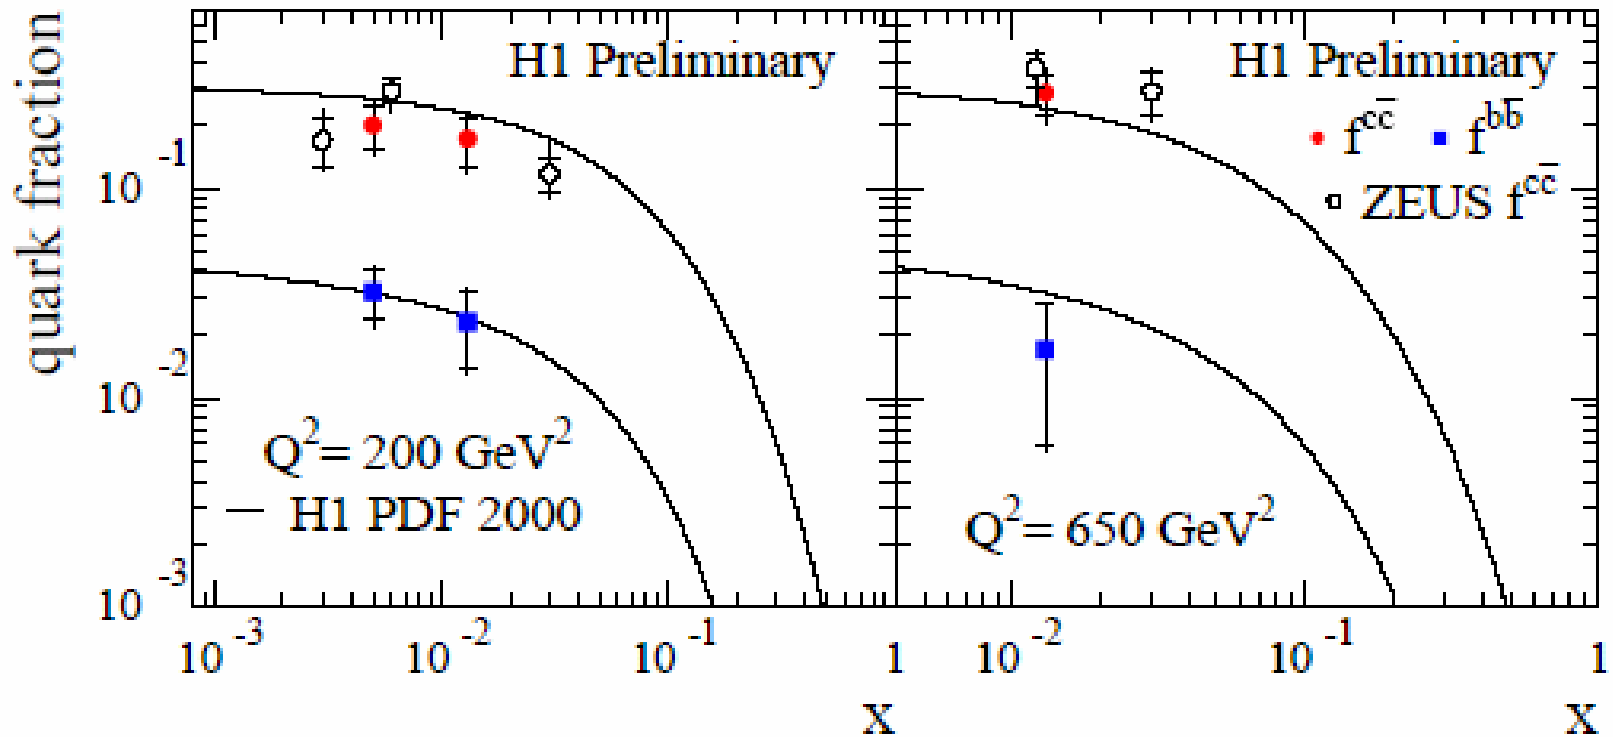 quark fraction
H1 Preliminary
10 -1
10 -2
10 -3
Q2= 200 GeV2
— H1 PDF 2000
10 -3
10 -2
10 -1
1
x
H1 Preliminary
f cc̄
f bb̄
ZEUS f cc̄
Q2= 650 GeV2
10 -2
10 -1
1
x